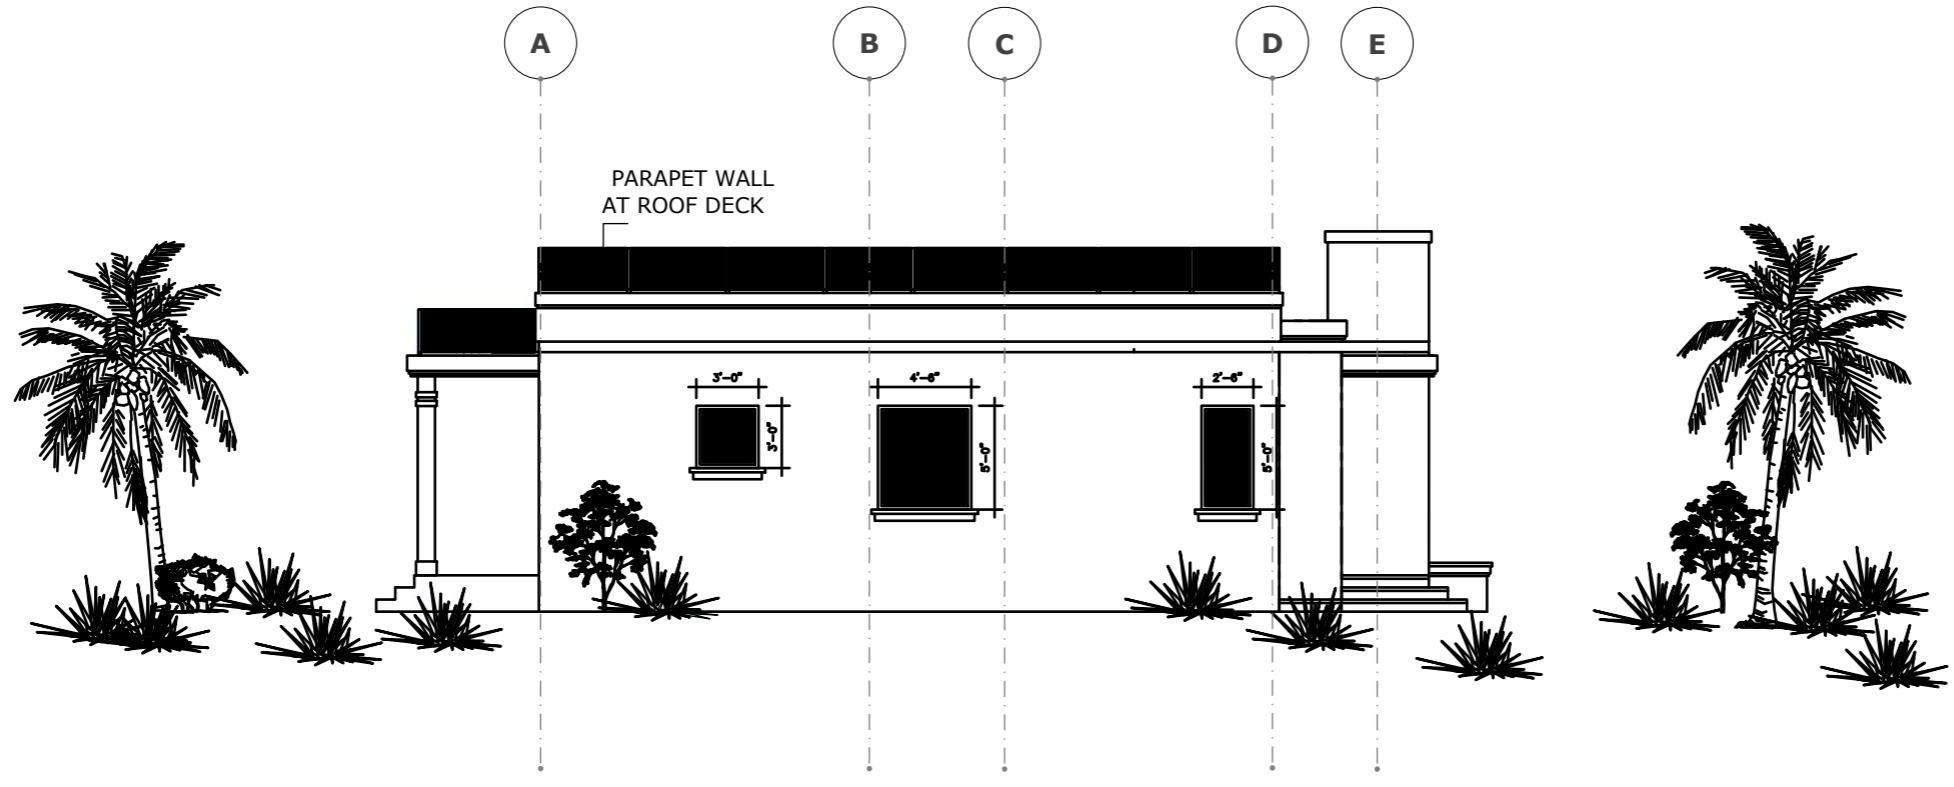 A B C D E
PARAPET WALL
AT ROOF DECK
3'-0" 4'-6" 2'-6"
3'-0" 5'-0" 5'-0"